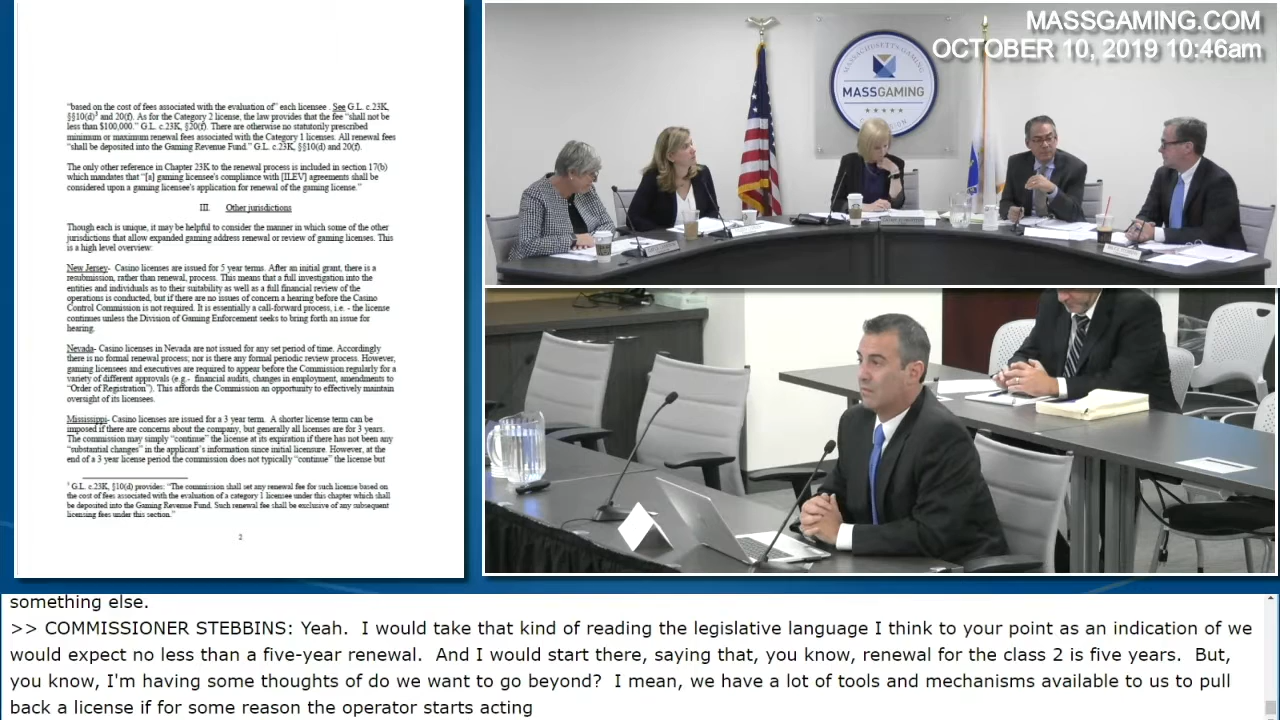 "based on the cost of fees associated with the evaluation of" each licensee . See G.L. c.23K,
§§10(d)³ and 20(f). As for the Category 2 license, the law provides that the fee "shall not be
less than $100,000." G.L. c.23K, §20(f). There are otherwise no statutorily prescribed
minimum or maximum renewal fees associated with the Category 1 licenses. All renewal fees
"shall be deposited into the Gaming Revenue Fund." G.L. c.23K, §§10(d) and 20(f).
The only other reference in Chapter 23K to the renewal process is included in section 17(b)
which mandates that "[a] gaming licensee's compliance with [ILEV] agreements shall be
considered upon a gaming licensee's application for renewal of the gaming license."
III. Other jurisdictions
Though each is unique, it may be helpful to consider the manner in which some of the other
jurisdictions that allow expanded gaming address renewal or review of gaming licenses. This
is a high level overview:
New Jersey- Casino licenses are issued for 5 year terms. After an initial grant, there is a
resubmission, rather than renewal, process. This means that a full investigation into the
entities and individuals as to their suitability as well as a full financial review of the
operations is conducted, but if there are no issues of concern a hearing before the Casino
Control Commission is not required. It is essentially a call-forward process, i.e. - the license
continues unless the Division of Gaming Enforcement seeks to bring forth an issue for
hearing.
Nevada- Casino licenses in Nevada are not issued for any set period of time. Accordingly
there is no formal renewal process; nor is there any formal periodic review process. However,
gaming licensees and executives are required to appear before the Commission regularly for a
variety of different approvals (e.g.- financial audits, changes in employment, amendments to
"Order of Registration"). This affords the Commission an opportunity to effectively maintain
oversight of its licensees.
Mississippi- Casino licenses are issued for a 3 year term. A shorter license term can be
imposed if there are concerns about the company, but generally all licenses are for 3 years.
The commission may simply "continue" the license at its expiration if there has not been any
"substantial changes" in the applicant's information since initial licensure. However, at the
end of a 3 year license period the commission does not typically "continue" the license but
³ G.L. c.23K, §10(d) provides: "The commission shall set any renewal fee for such license based on
the cost of fees associated with the evaluation of a category 1 licensee under this chapter which shall
be deposited into the Gaming Revenue Fund. Such renewal fee shall be exclusive of any subsequent
licensing fees under this section."
2
MASSGAMING.COM
OCTOBER 10, 2019 10:46am
MASSGAMING
something else.
>> COMMISSIONER STEBBINS: Yeah. I would take that kind of reading the legislative language I think to your point as an indication of we
would expect no less than a five-year renewal. And I would start there, saying that, you know, renewal for the class 2 is five years. But,
you know, I'm having some thoughts of do we want to go beyond? I mean, we have a lot of tools and mechanisms available to us to pull
back a license if for some reason the operator starts acting